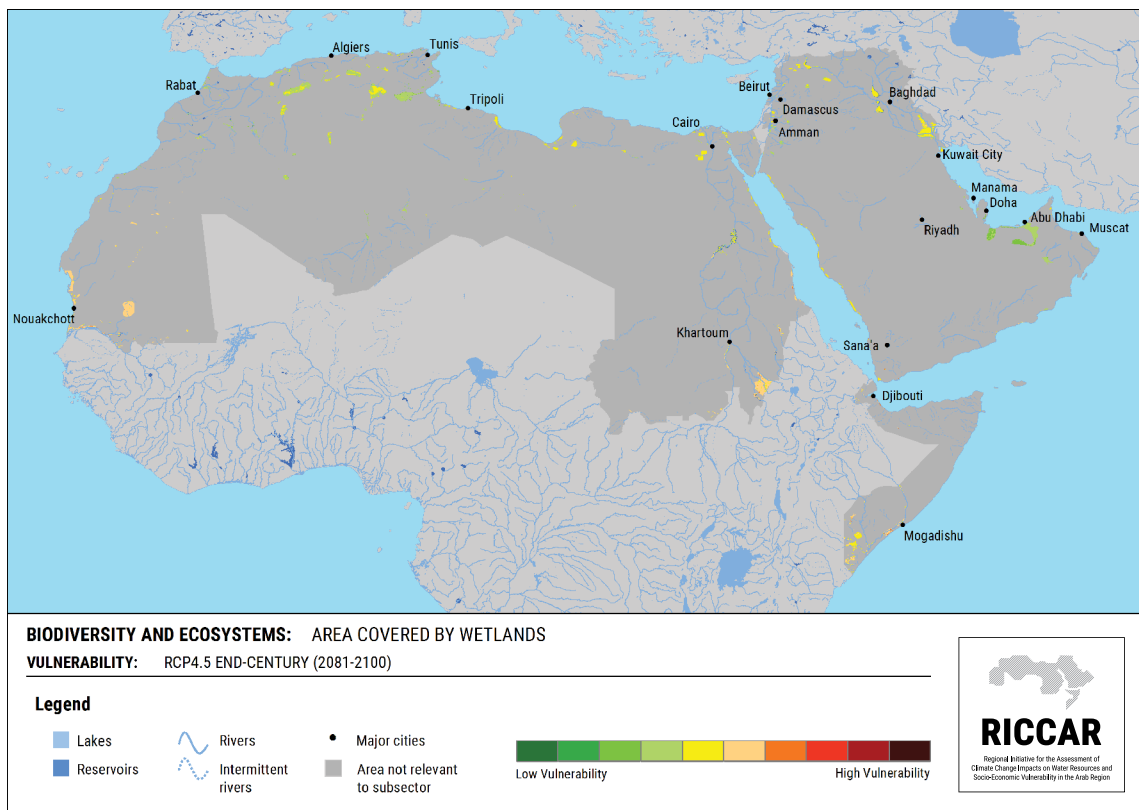 Algiers
Tunis
Rabat
Tripoli
Beirut
Baghdad
Damascus
Cairo
Amman
Kuwait City
Manama
Doha
Abu Dhabi
Riyadh
Muscat
Nouakchott
Khartoum
Sana'a
Djibouti
Mogadishu
BIODIVERSITY AND ECOSYSTEMS: AREA COVERED BY WETLANDS
VULNERABILITY: RCP4.5 END-CENTURY (2081-2100)
Legend
Lakes
Rivers
Major cities
Reservoirs
Intermittent
rivers
Area not relevant
to subsector
Low Vulnerability
High Vulnerability
RICCAR
Regional Initiative for the Assessment of
Climate Change Impacts on Water Resources and
Socio-Economic Vulnerability in the Arab Region